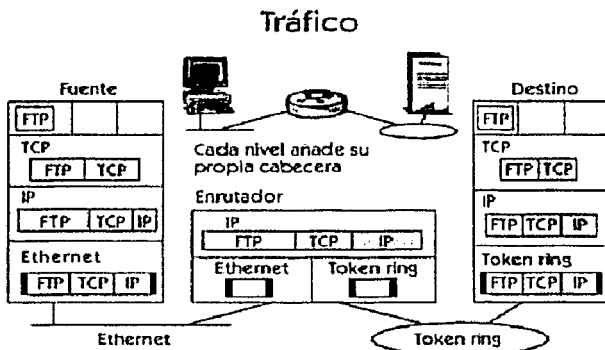 Tráfico
Fuente
FTP
TCP
FTP TCP
IP
FTP TCP IP
Ethernet
FTP TCP IP
Cada nivel añade su
propia cabecera
Enrutador
IP
FTP TCP IP
Ethernet Token ring
Destino
FTP
TCP
FTP TCP
IP
FTP TCP IP
Token ring
FTP TCP IP
Ethernet
Token ring